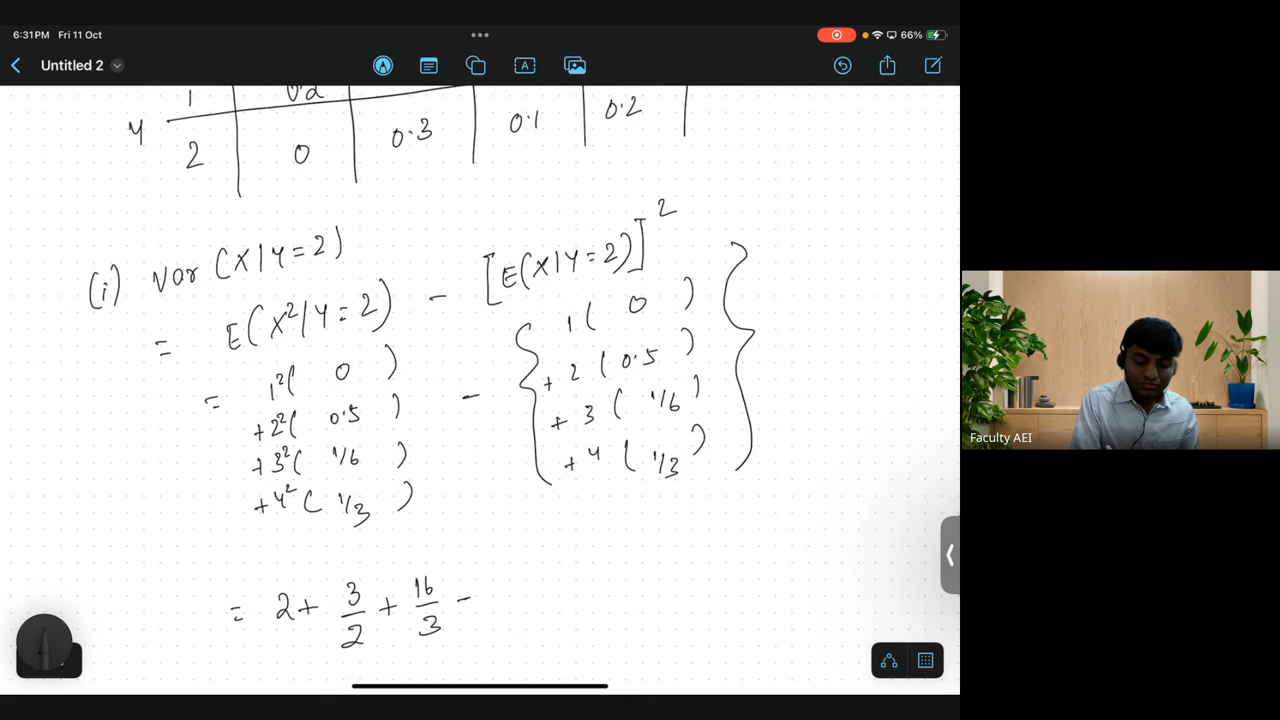 6:31PM Fri 11 Oct
66%
Untitled 2
1 0.2
Y 2 0 0.3 0.1 0.2
(i) Var (X|Y=2)
= E(X²|Y=2) - [E(X|Y=2)]²
= 1²( 0 ) - { 1( 0 )
+2²( 0.5 ) + 2 ( 0.5 )
+3²( 1/6 ) + 3 ( 1/6 )
+4² ( 1/3 ) + 4 ( 1/3 ) }
= 2 + 3/2 + 16/3 -
Faculty AEI